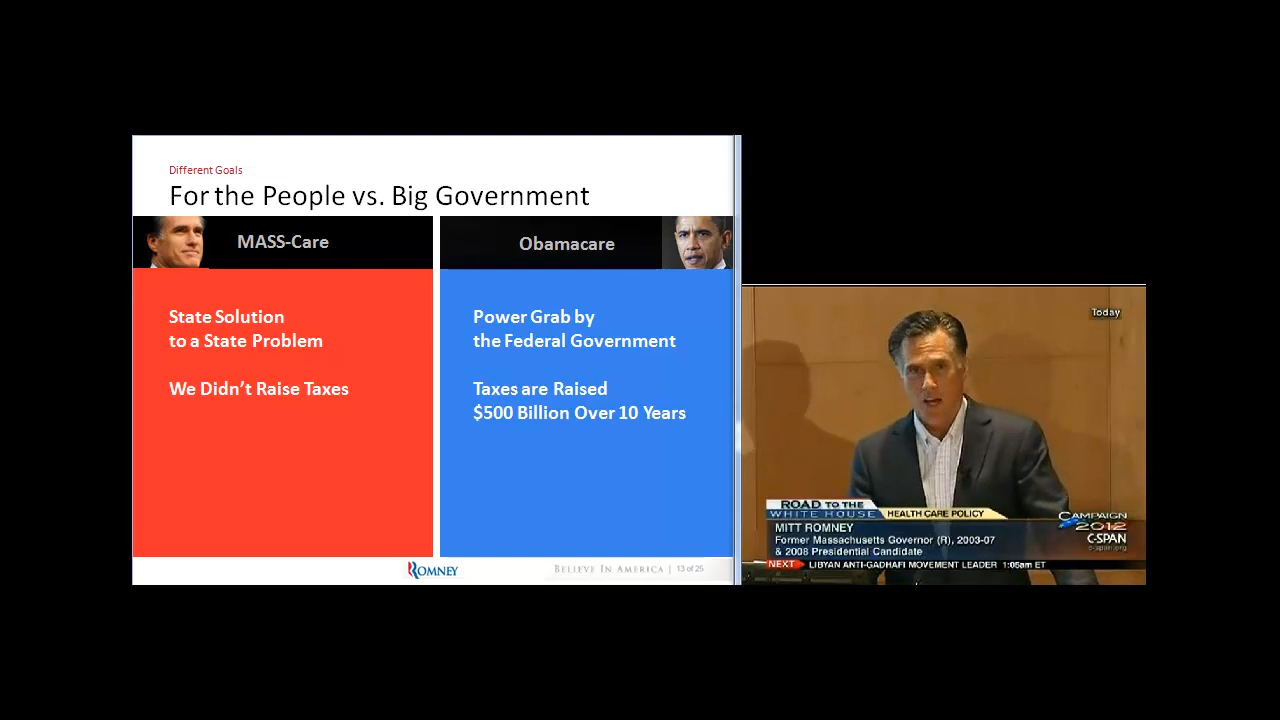 Different Goals
For the People vs. Big Government
MASS-Care
Obamacare
State Solution
to a State Problem
We Didn't Raise Taxes
Power Grab by
the Federal Government
Taxes are Raised
$500 Billion Over 10 Years
ROMNEY
BELIEVE IN AMERICA | 13 of 25
Today
ROAD TO THE
WHITE HOUSE
HEALTH CARE POLICY
MITT ROMNEY
Former Massachusetts Governor (R), 2003-07
& 2008 Presidential Candidate
CAMPAIGN
2012
C-SPAN
c-span.org
NEXT LIBYAN ANTI-GADHAFI MOVEMENT LEADER 1:05am ET